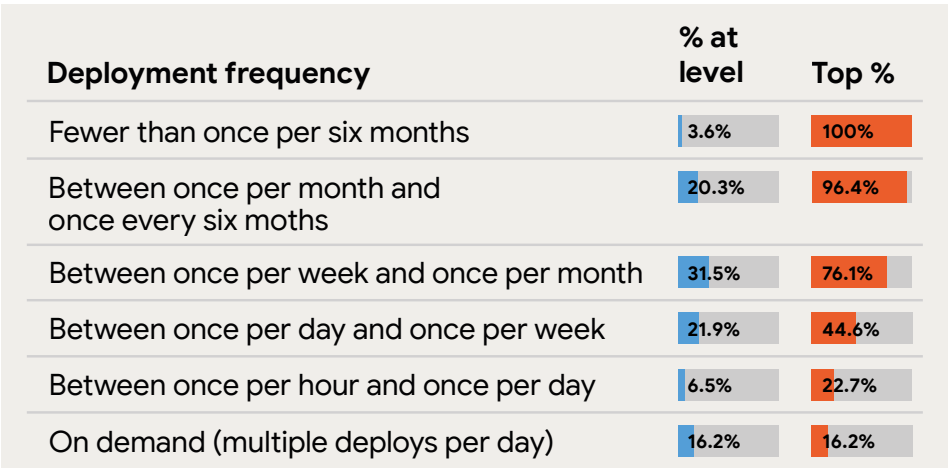 Deployment frequency
% at
level
Top %
Fewer than once per six months
3.6%
100%
Between once per month and
once every six moths
20.3%
96.4%
Between once per week and once per month
31.5%
76.1%
Between once per day and once per week
21.9%
44.6%
Between once per hour and once per day
6.5%
22.7%
On demand (multiple deploys per day)
16.2%
16.2%